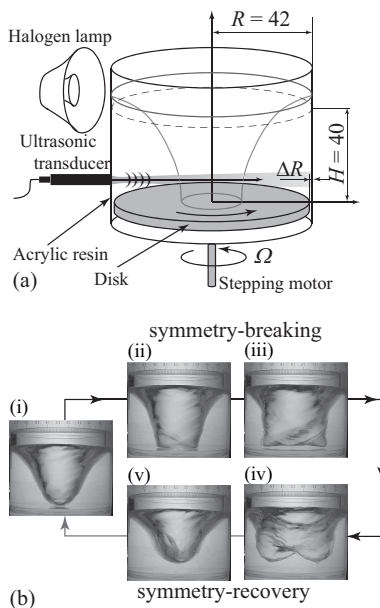 R = 42
Halogen lamp
Ultrasonic
transducer
ΔR
H = 40
Acrylic resin
Disk
Ω
Stepping motor
(a)
symmetry-breaking
(i)
(ii)
(iii)
(v)
(iv)
symmetry-recovery
(b)